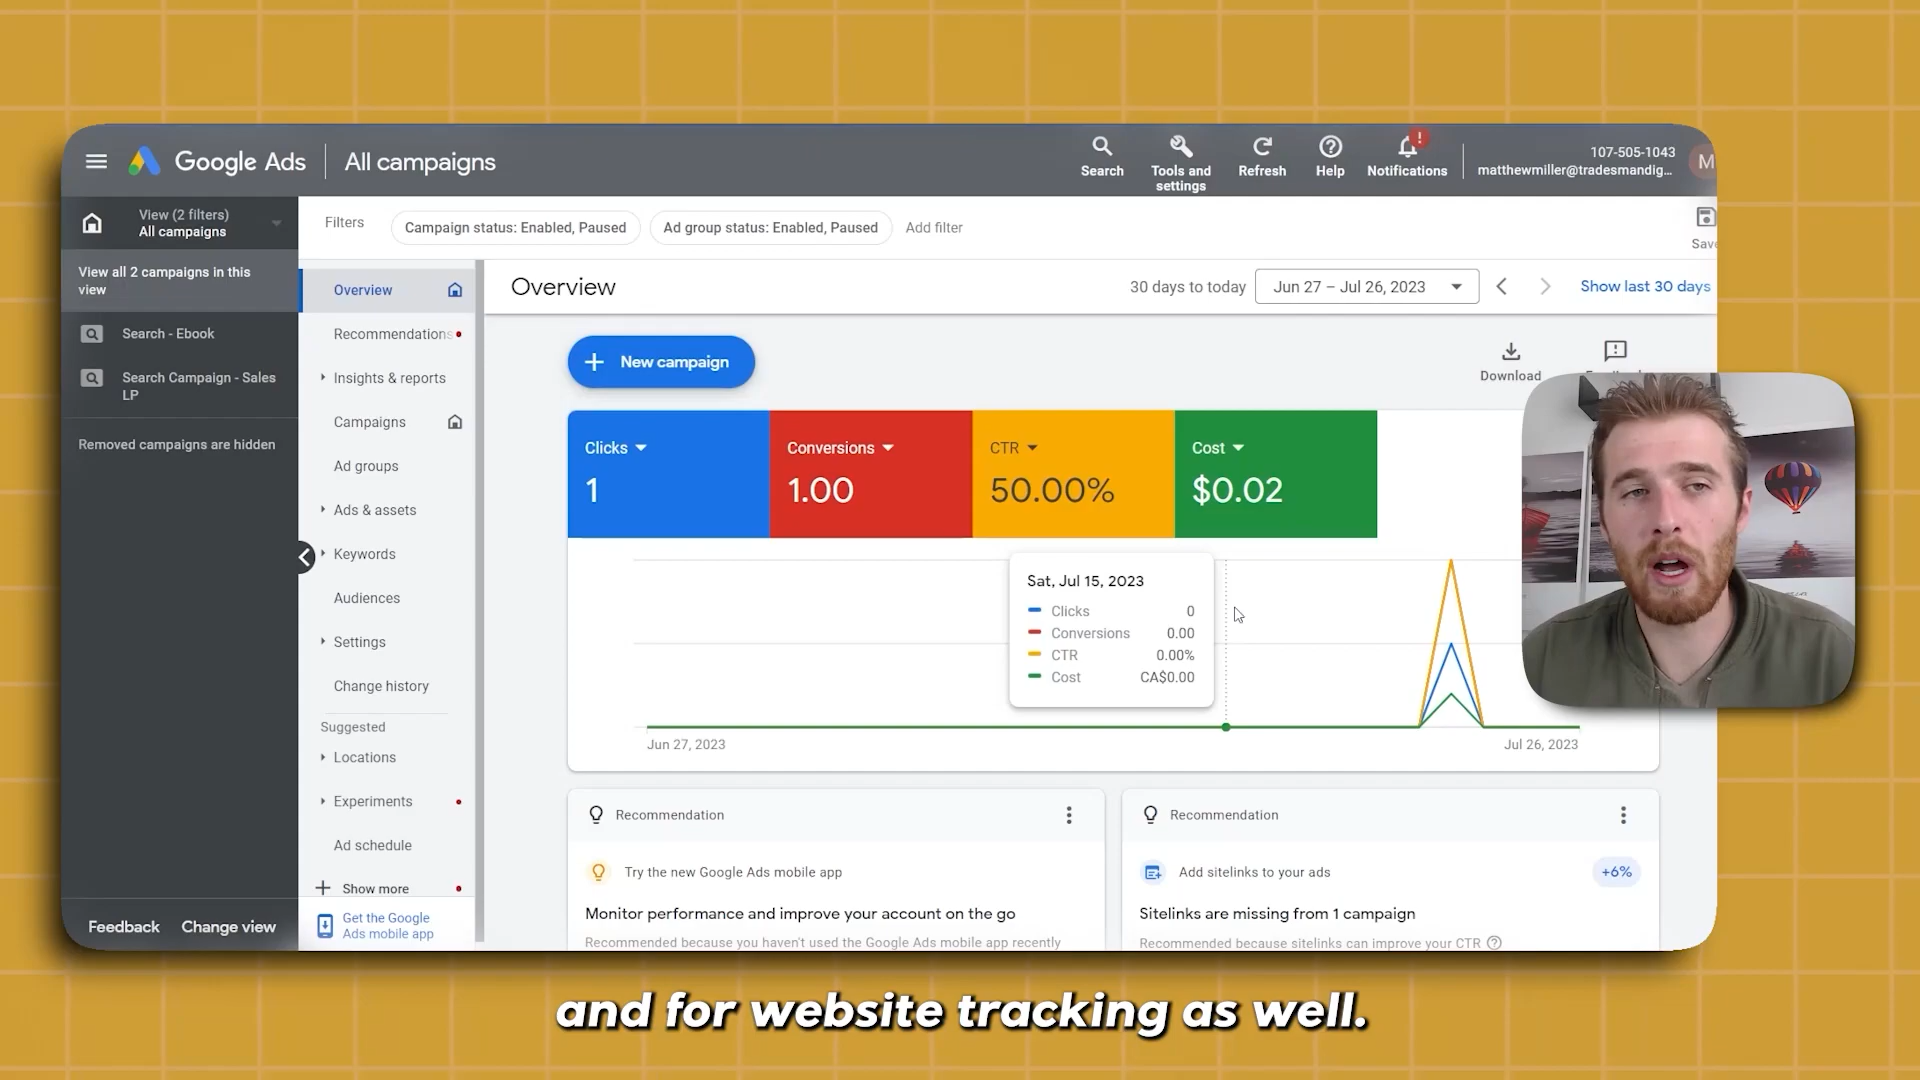 Google Ads
All campaigns
Search
Tools and
settings
Refresh
Help
!
Notifications
107-505-1043
matthewmiller@tradesmandig...
M
View (2 filters)
All campaigns
Filters
Campaign status: Enabled, Paused
Ad group status: Enabled, Paused
Add filter
Save
View all 2 campaigns in this
view
Search - Ebook
Search Campaign - Sales
LP
Removed campaigns are hidden
Overview
Recommendations
Insights & reports
Campaigns
Ad groups
Ads & assets
Keywords
Audiences
Settings
Change history
Suggested
Locations
Experiments
Ad schedule
Show more
Get the Google
Ads mobile app
Feedback
Change view
Overview
30 days to today
Jun 27 – Jul 26, 2023
Show last 30 days
New campaign
Download
Clicks
1
Conversions
1.00
CTR
50.00%
Cost
$0.02
Sat, Jul 15, 2023
Clicks 0
Conversions 0.00
CTR 0.00%
Cost CA$0.00
Jun 27, 2023
Jul 26, 2023
Recommendation
Try the new Google Ads mobile app
Monitor performance and improve your account on the go
Recommended because you haven't used the Google Ads mobile app recently
Recommendation
Add sitelinks to your ads
+6%
Sitelinks are missing from 1 campaign
Recommended because sitelinks can improve your CTR
and for website tracking as well.